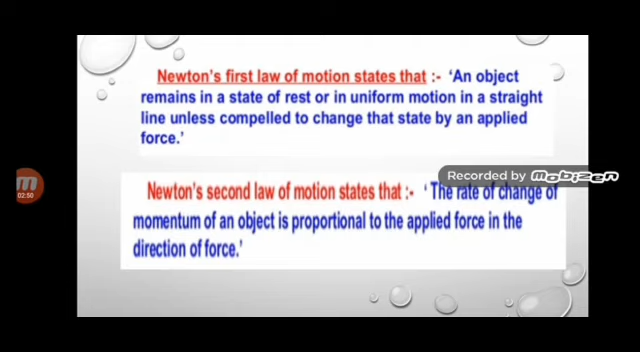 Newton's first law of motion states that :- 'An object
remains in a state of rest or in uniform motion in a straight
line unless compelled to change that state by an applied
force.'
Recorded by mobizen
02:50
Newton's second law of motion states that :- ' The rate of change of
momentum of an object is proportional to the applied force in the
direction of force.'